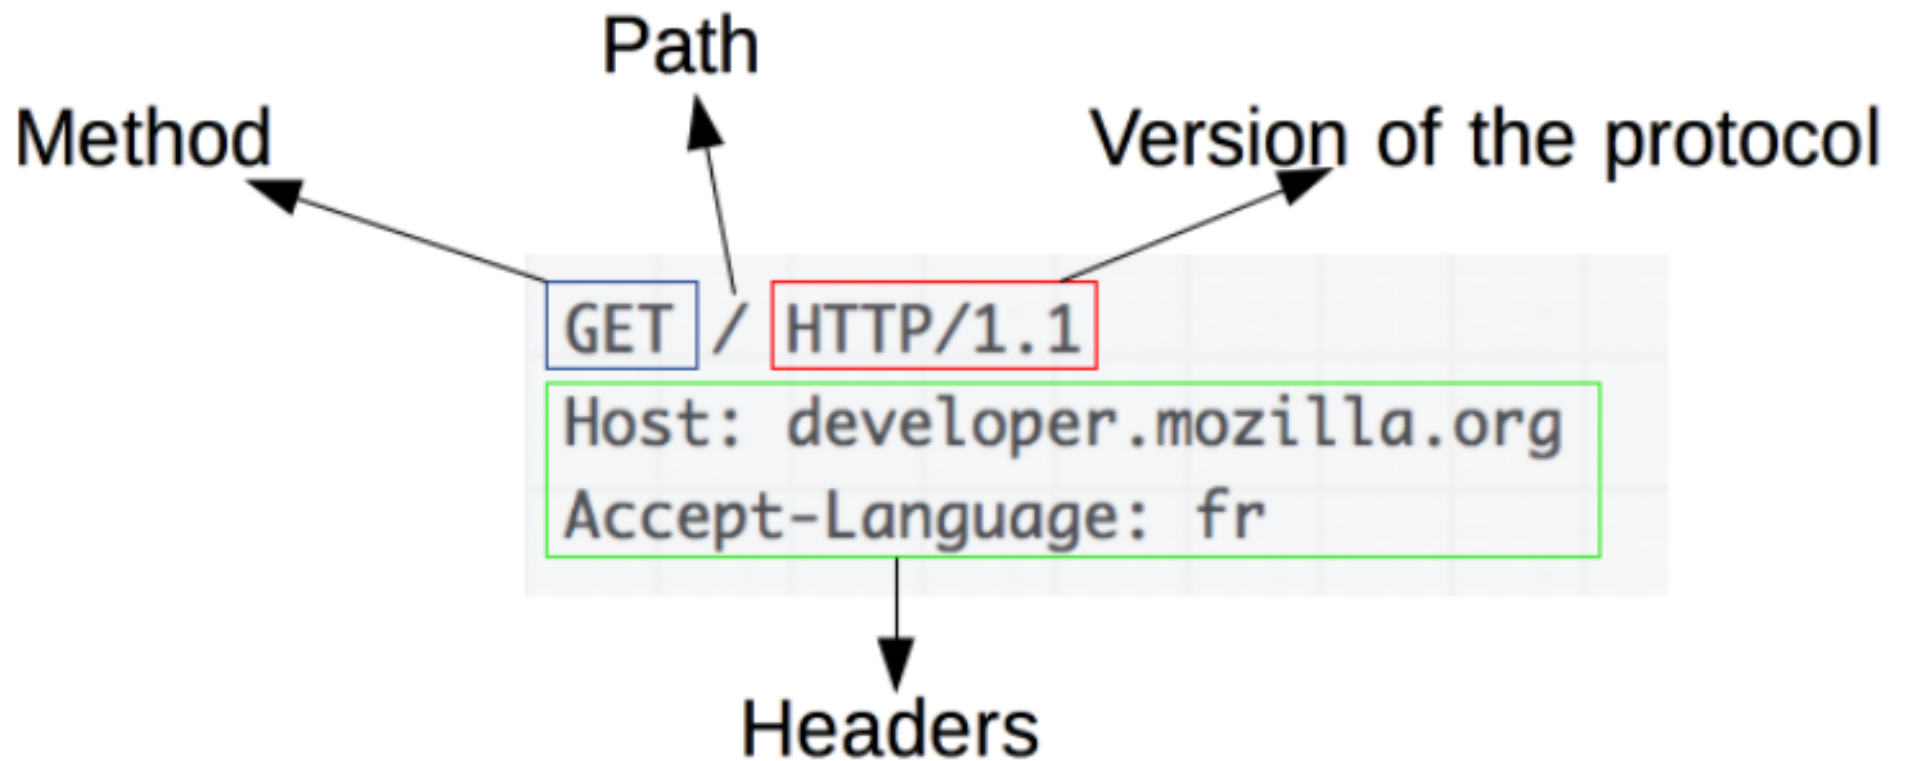 Path
Method
Version of the protocol
GET / HTTP/1.1
Host: developer.mozilla.org
Accept-Language: fr
Headers